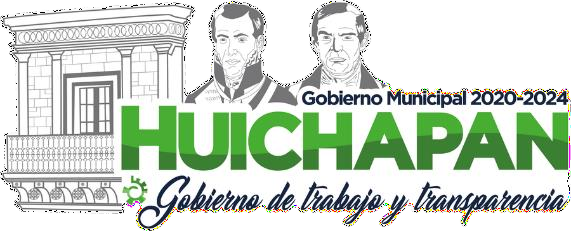 Gobierno Municipal 2020-2024
HUICHAPAN
Gobierno de trabajo y transparencia